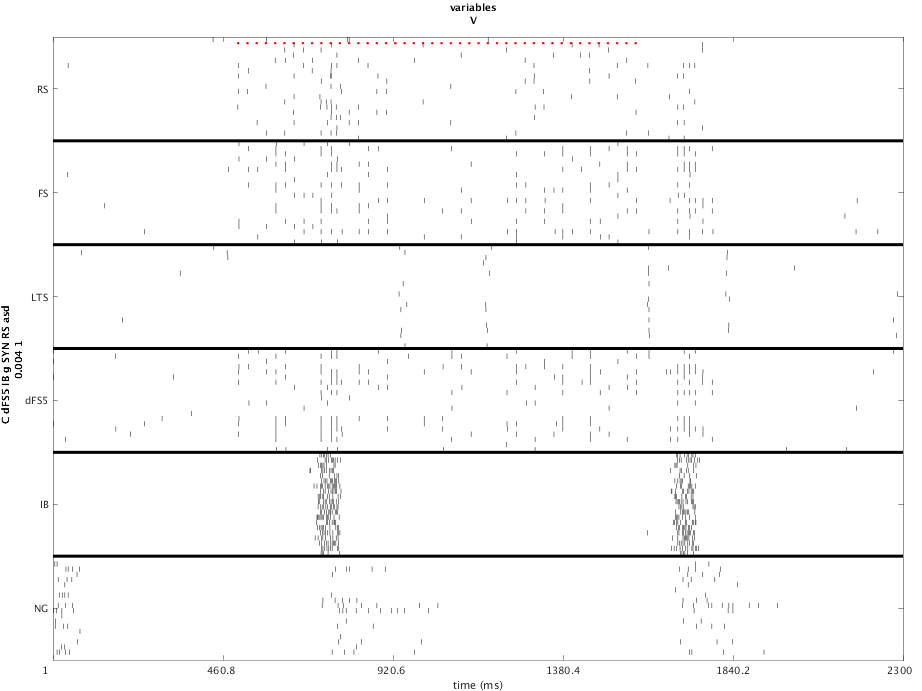 variables
V
RS
FS
LTS
dFS5
IB
NG
C dFS5 IB g SYN RS asd
0.004 1
1
460.8
920.6
1380.4
1840.2
2300
time (ms)